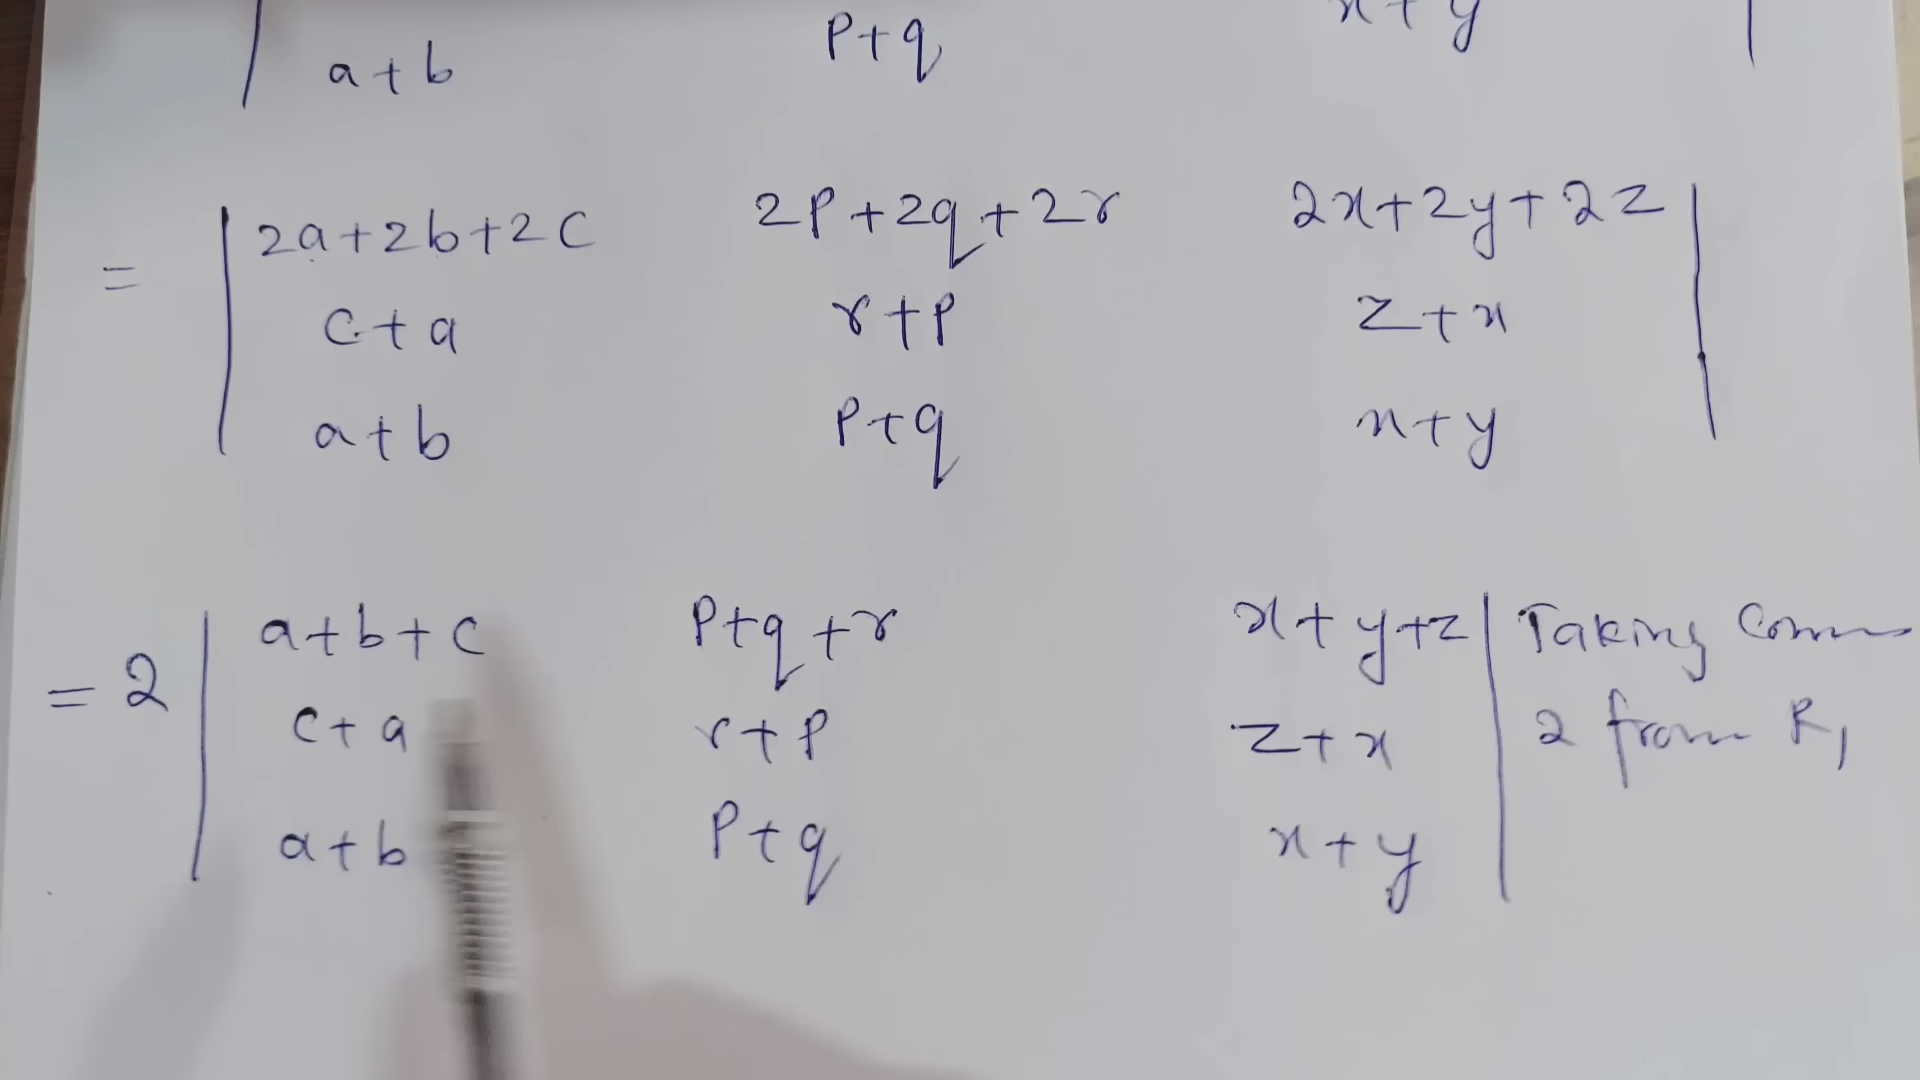 a+b p+q x+y
= | 2a+2b+2c 2p+2q+2r 2x+2y+2z |
c+a r+p z+x
a+b p+q x+y
= 2 | a+b+c p+q+r x+y+z | Taking
c+a r+p z+x 2 from R1
a+b p+q x+y